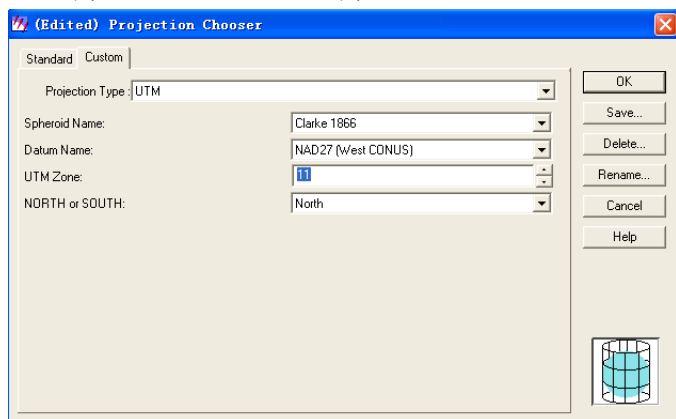 (Edited) Projection Chooser
Standard Custom
Projection Type : UTM
OK
Spheroid Name: Clarke 1866
Save...
Datum Name: NAD27 (West CONUS)
Delete...
UTM Zone: 11
Rename...
NORTH or SOUTH: North
Cancel
Help